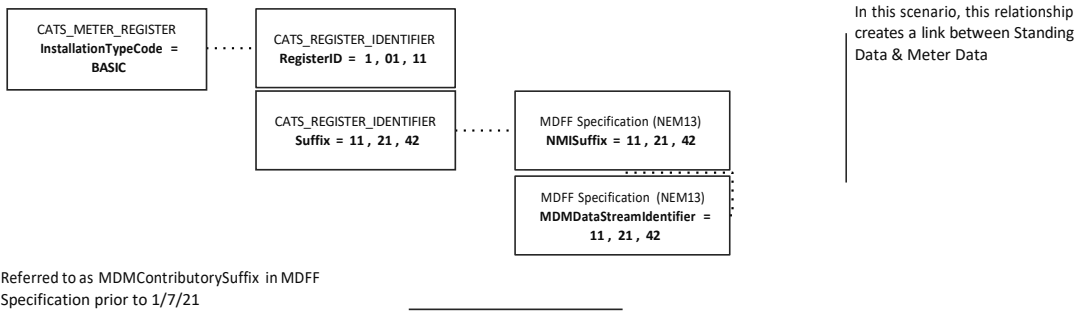 CATS_METER_REGISTER
InstallationTypeCode =
BASIC
CATS_REGISTER_IDENTIFIER
RegisterID = 1 , 01 , 11
CATS_REGISTER_IDENTIFIER
Suffix = 11 , 21 , 42
MDFF Specification (NEM13)
NMISuffix = 11 , 21 , 42
MDFF Specification (NEM13)
MDMDataStreamIdentifier =
11 , 21 , 42
In this scenario, this relationship
creates a link between Standing
Data & Meter Data
Referred to as MDMContributorySuffix in MDFF
Specification prior to 1/7/21